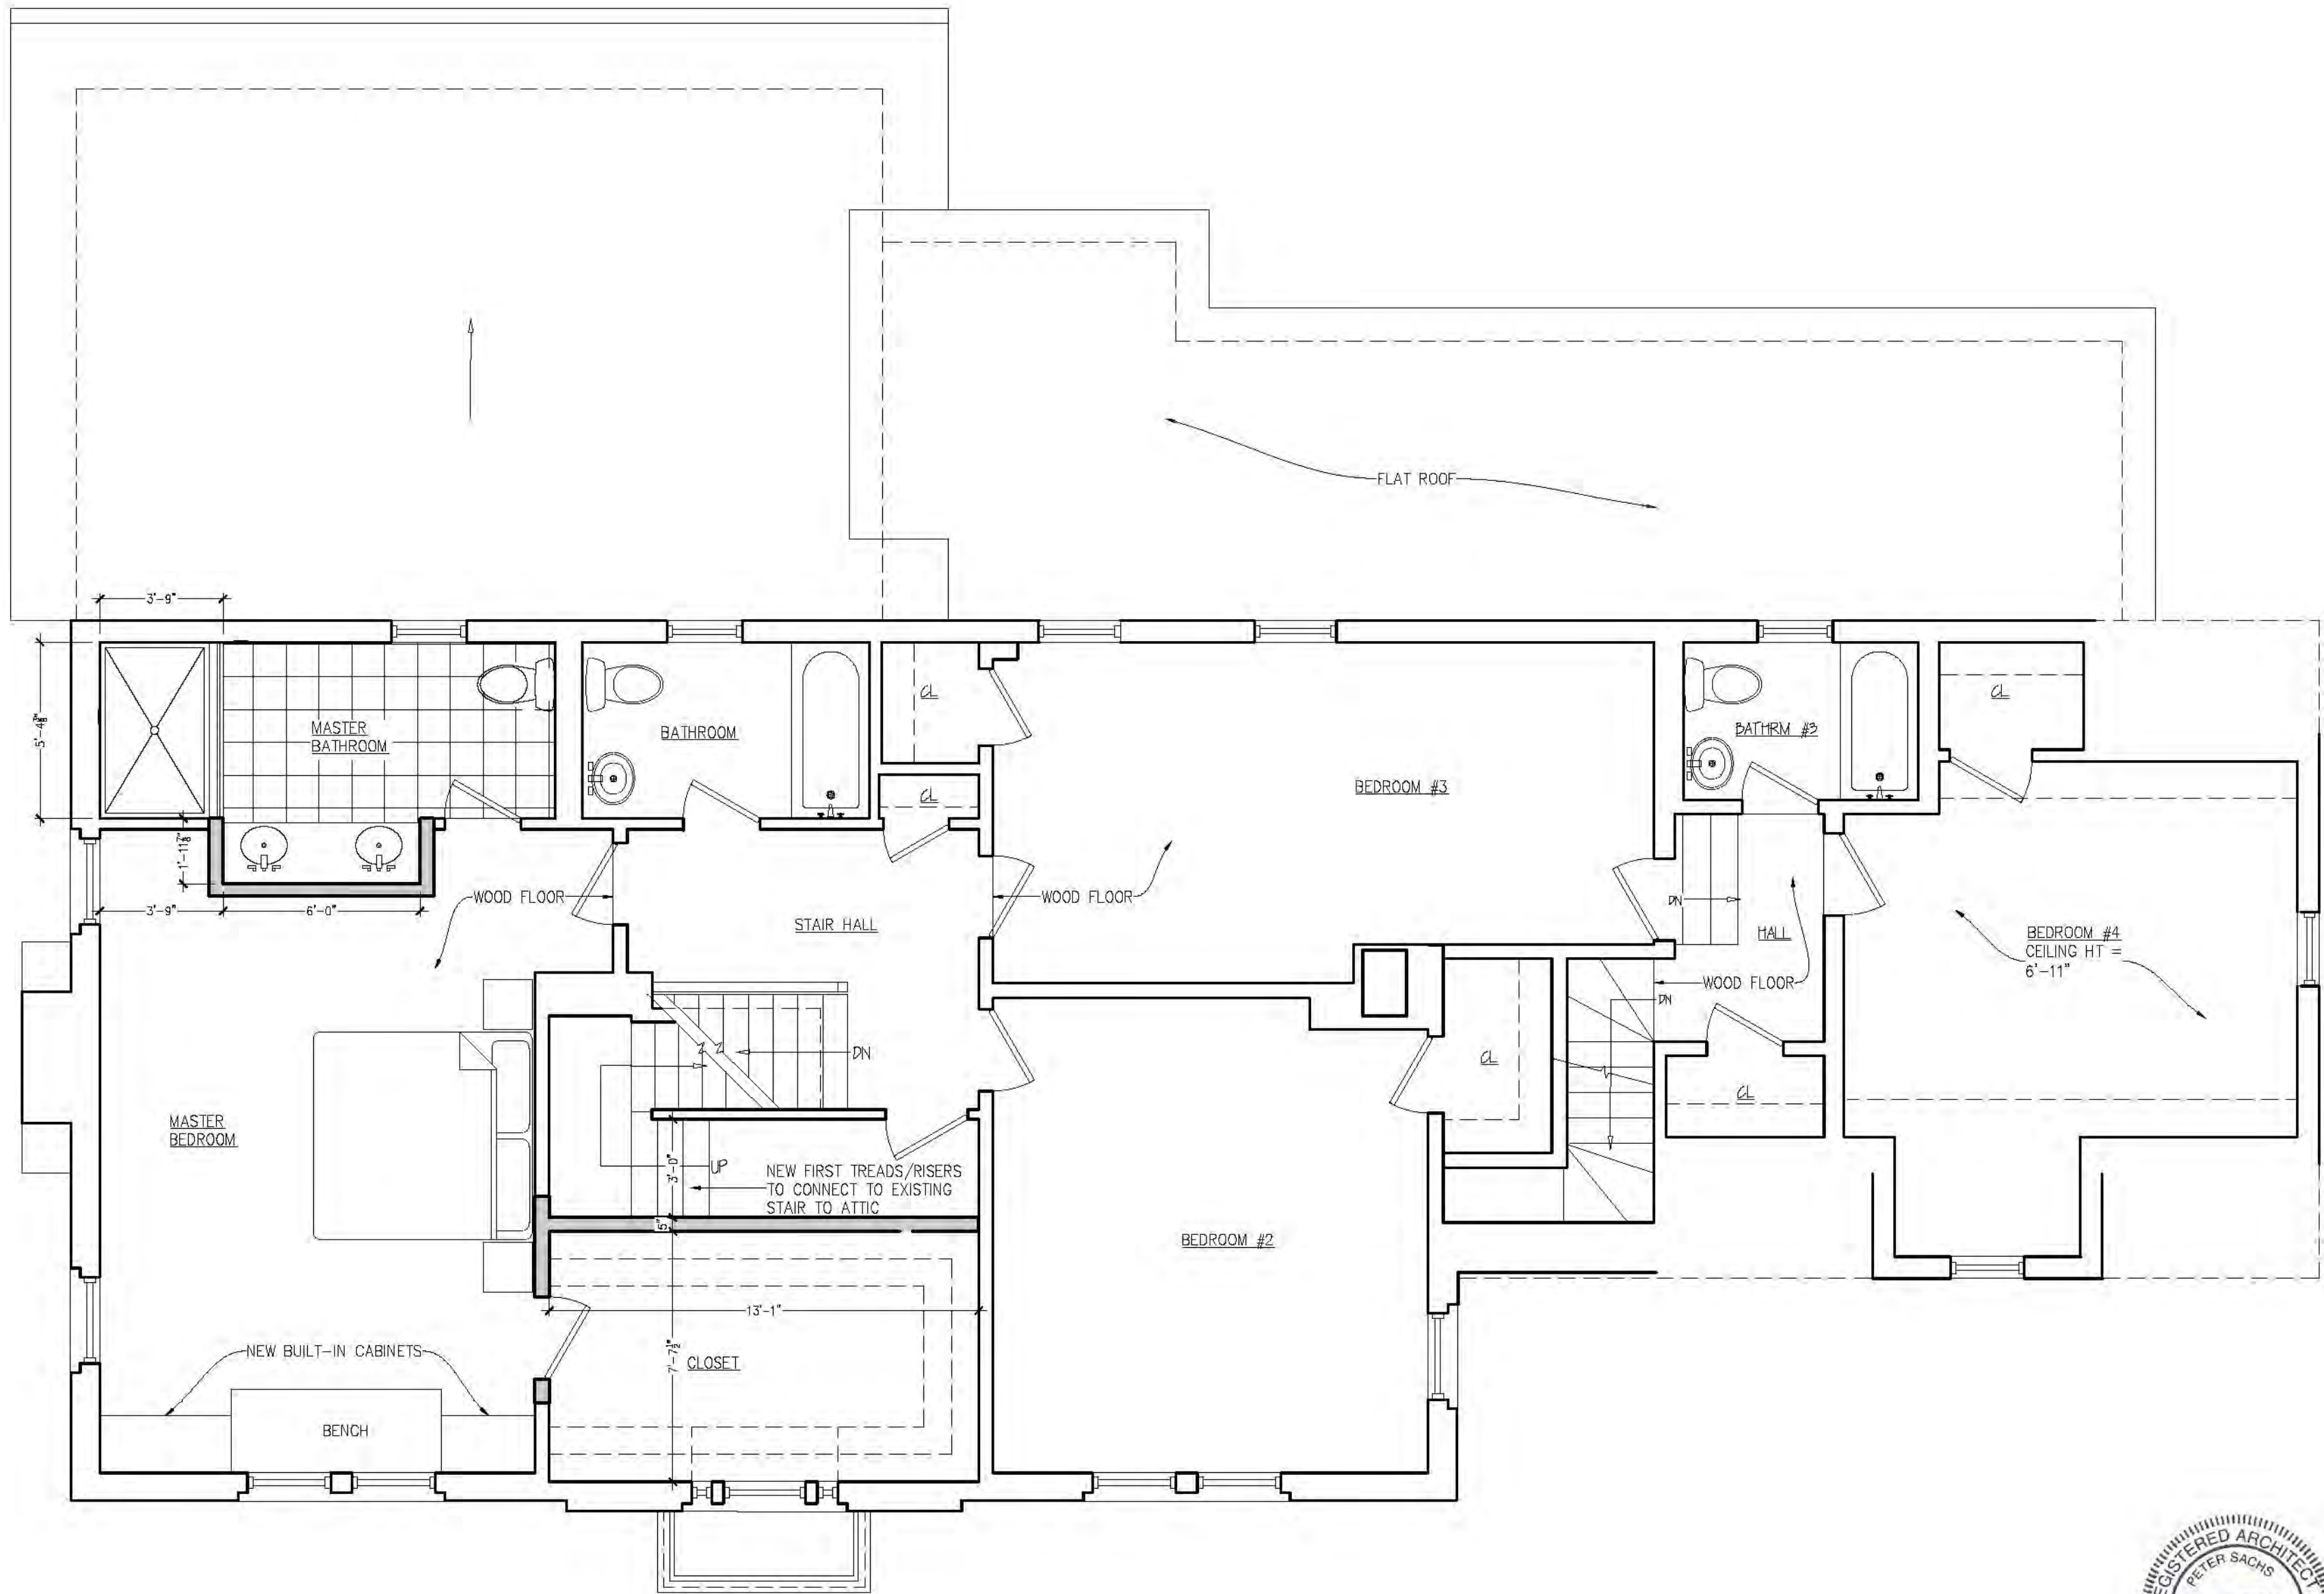 FLAT ROOF
3'-9"
5'-4⅞"
MASTER
BATHROOM
BATHROOM
CL
CL
BEDROOM #3
BATHRM #3
CL
1'-11⅞"
3'-9"
6'-0"
WOOD FLOOR
STAIR HALL
WOOD FLOOR
DN
HALL
WOOD FLOOR
BEDROOM #4
CEILING HT =
6'-11"
DN
DN
CL
CL
MASTER
BEDROOM
UP
3'-0"
NEW FIRST TREADS/RISERS
TO CONNECT TO EXISTING
STAIR TO ATTIC
5"
BEDROOM #2
13'-1"
7'-7½"
CLOSET
NEW BUILT-IN CABINETS
BENCH
REGISTERED ARCHITECT
PETER SACHS